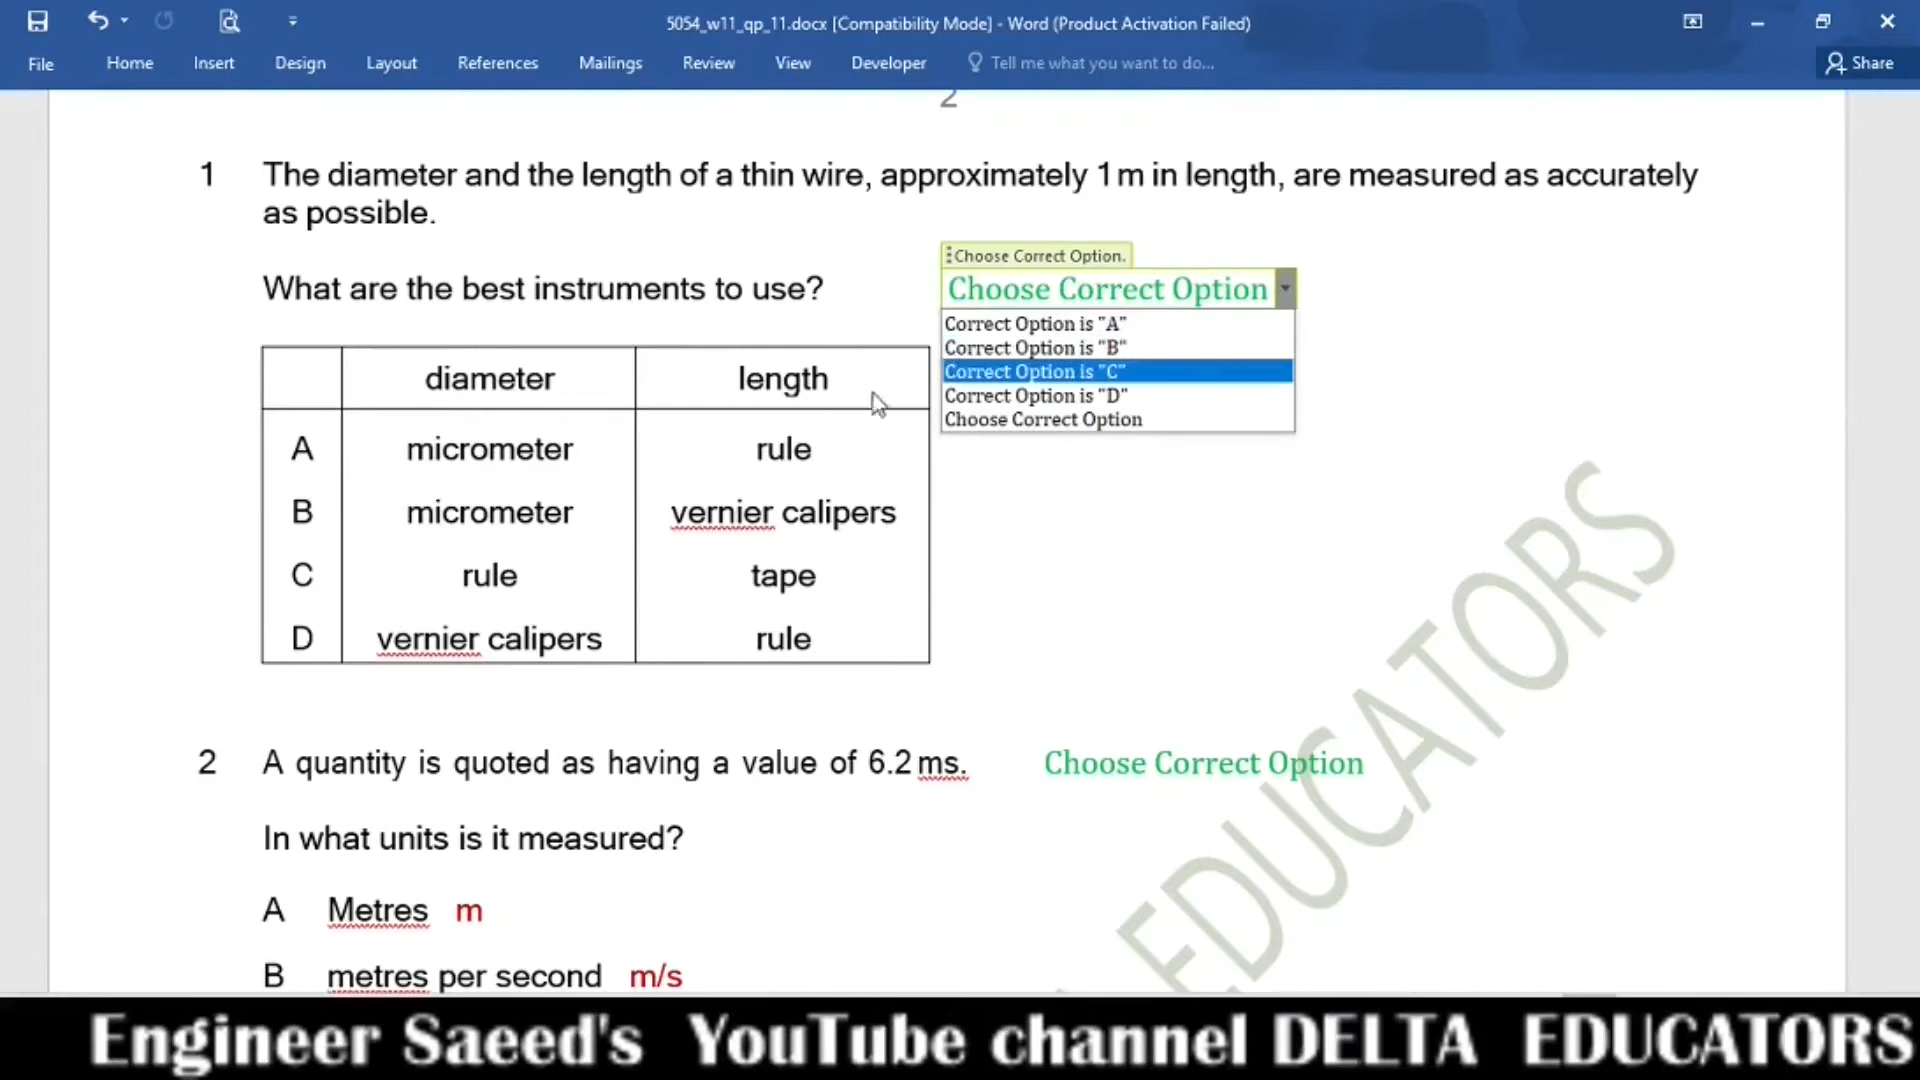 5054_w11_qp_11.docx [Compatibility Mode] - Word (Product Activation Failed)
File Home Insert Design Layout References Mailings Review View Developer Tell me what you want to do... Share
2
1 The diameter and the length of a thin wire, approximately 1 m in length, are measured as accurately
as possible.
Choose Correct Option.
What are the best instruments to use? Choose Correct Option
Correct Option is "A"
Correct Option is "B"
Correct Option is "C"
Correct Option is "D"
Choose Correct Option
diameter length
A micrometer rule
B micrometer vernier calipers
C rule tape
D vernier calipers rule
2 A quantity is quoted as having a value of 6.2 ms. Choose Correct Option
In what units is it measured?
A Metres m
B metres per second m/s
EDUCATORS
Engineer Saeed's YouTube channel DELTA EDUCATORS